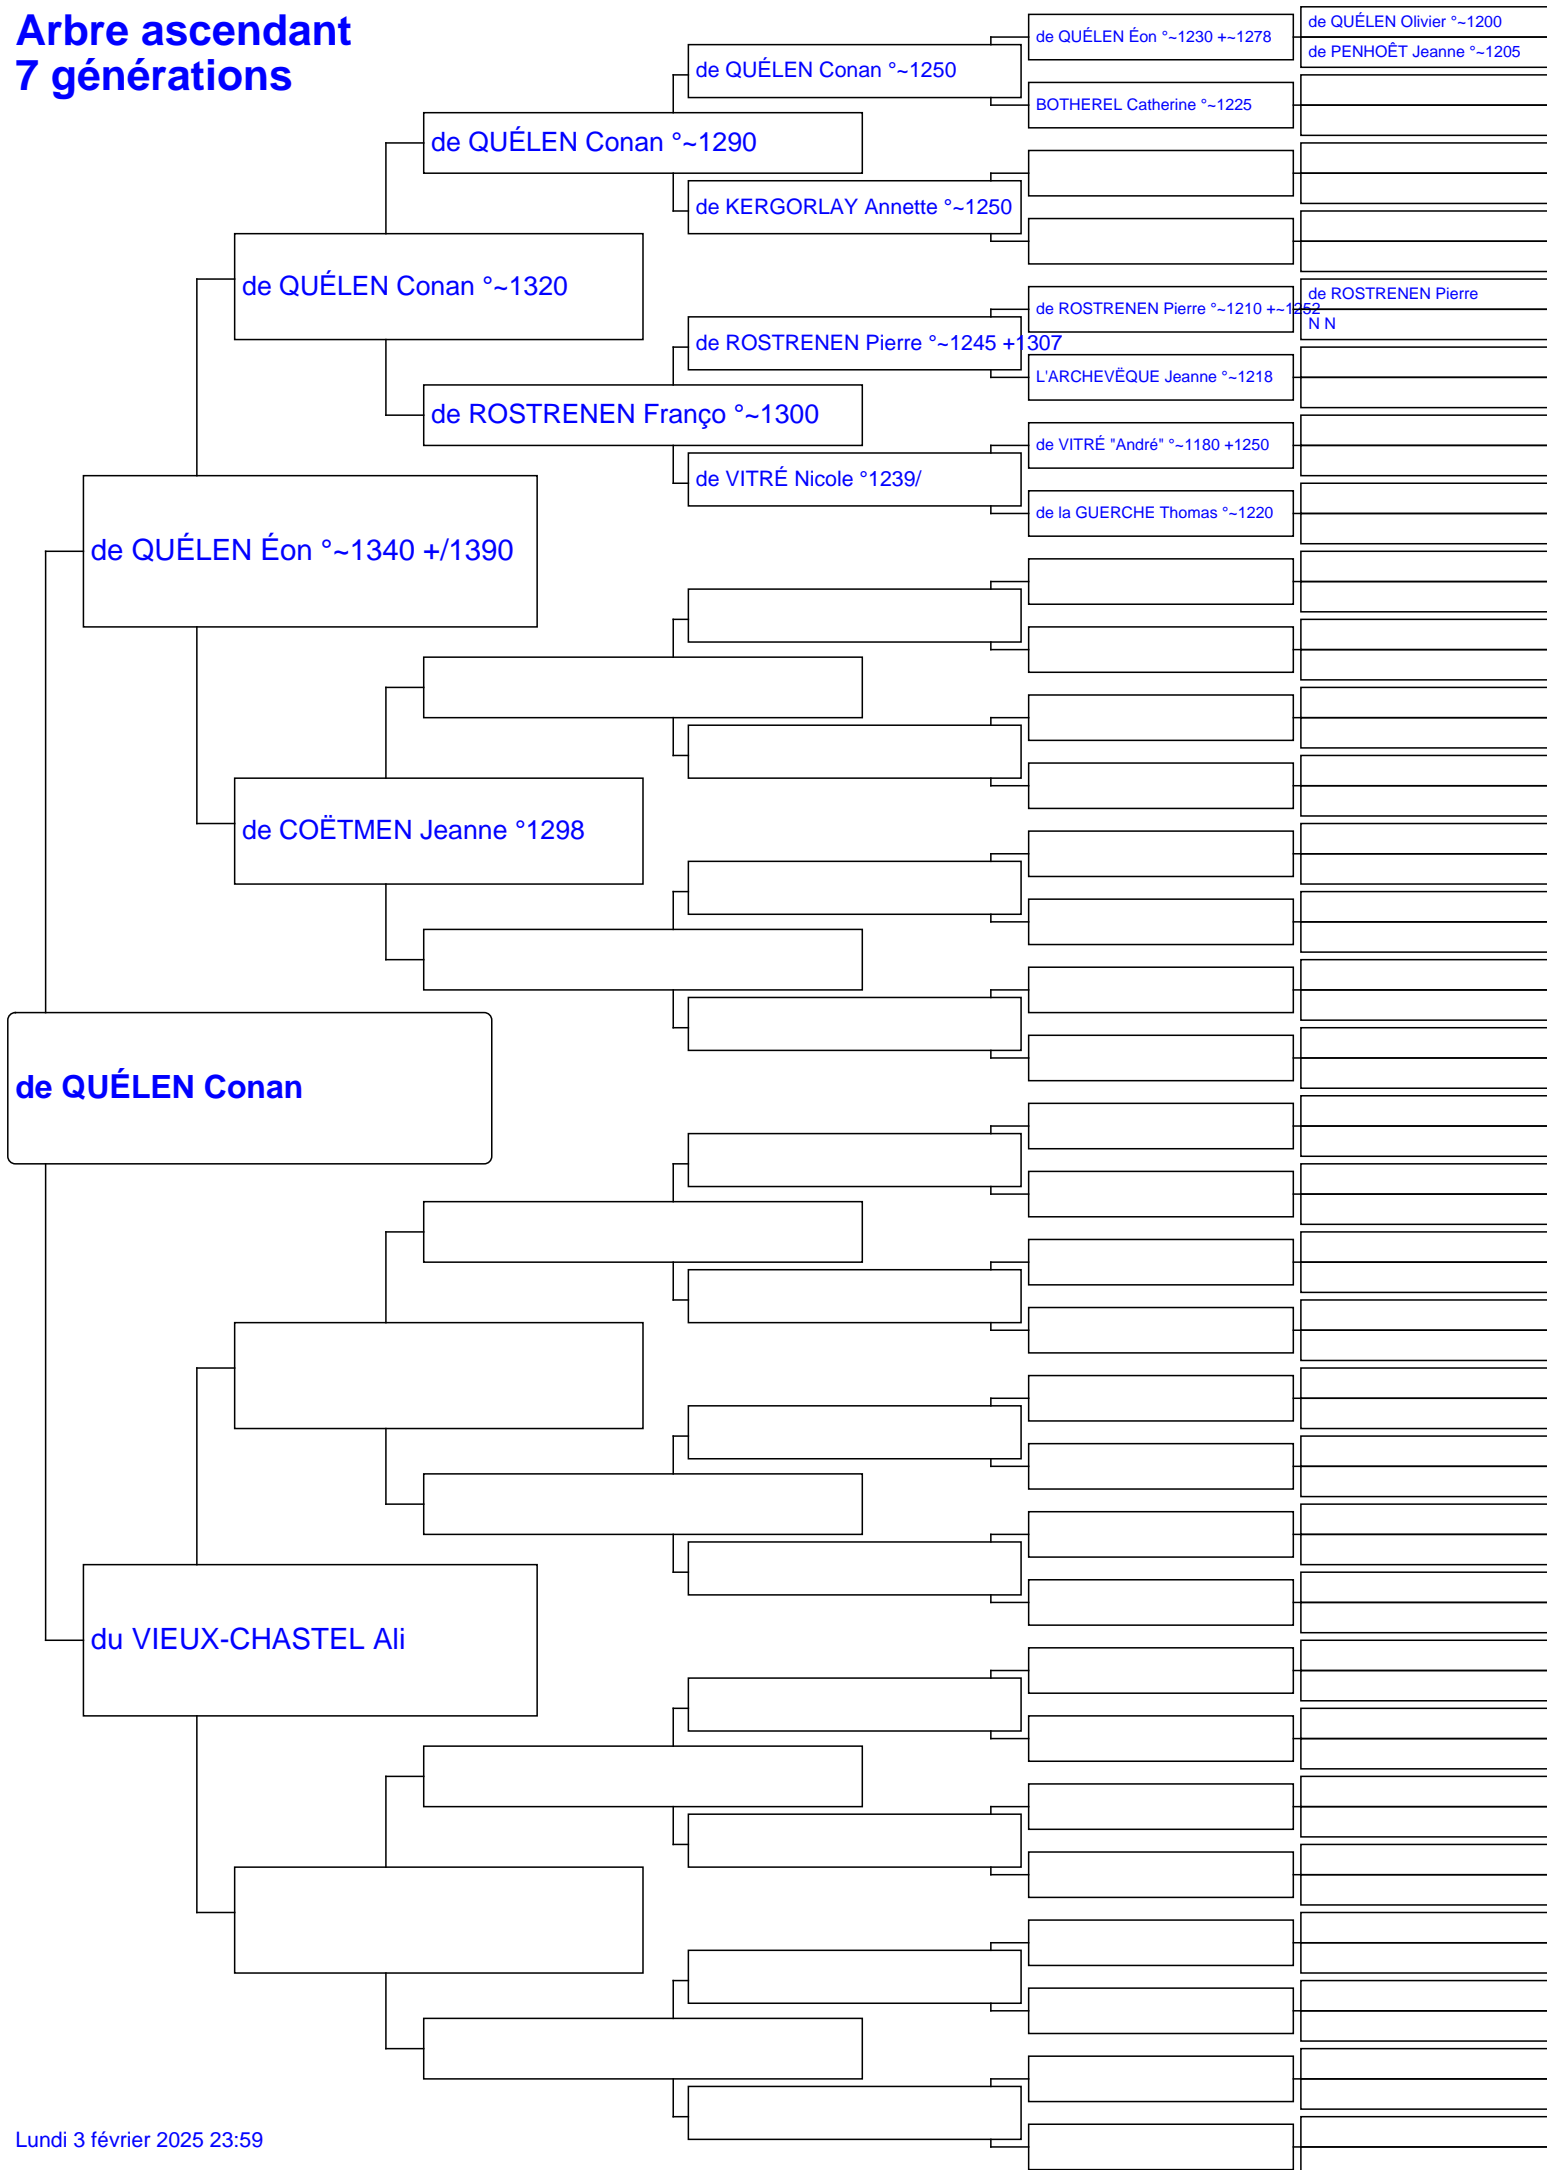 Arbre ascendant
7 générations
de QUÉLEN Olivier °~1200
de QUÉLEN Éon °~1230 +~1278
de PENHOÊT Jeanne °~1205
de QUÉLEN Conan °~1250
BOTHEREL Catherine °~1225
de QUÉLEN Conan °~1290
de KERGORLAY Annette °~1250
de QUÉLEN Conan °~1320
de ROSTRENEN Pierre
de ROSTRENEN Pierre °~1210 +~1252
N N
de ROSTRENEN Pierre °~1245 +1307
L'ARCHEVËQUE Jeanne °~1218
de ROSTRENEN Franço °~1300
de VITRÉ "André" °~1180 +1250
de VITRÉ Nicole °1239/
de la GUERCHE Thomas °~1220
de QUÉLEN Éon °~1340 +/1390
de COËTMEN Jeanne °1298
de QUÉLEN Conan
du VIEUX-CHASTEL Ali
Lundi 3 février 2025 23:59